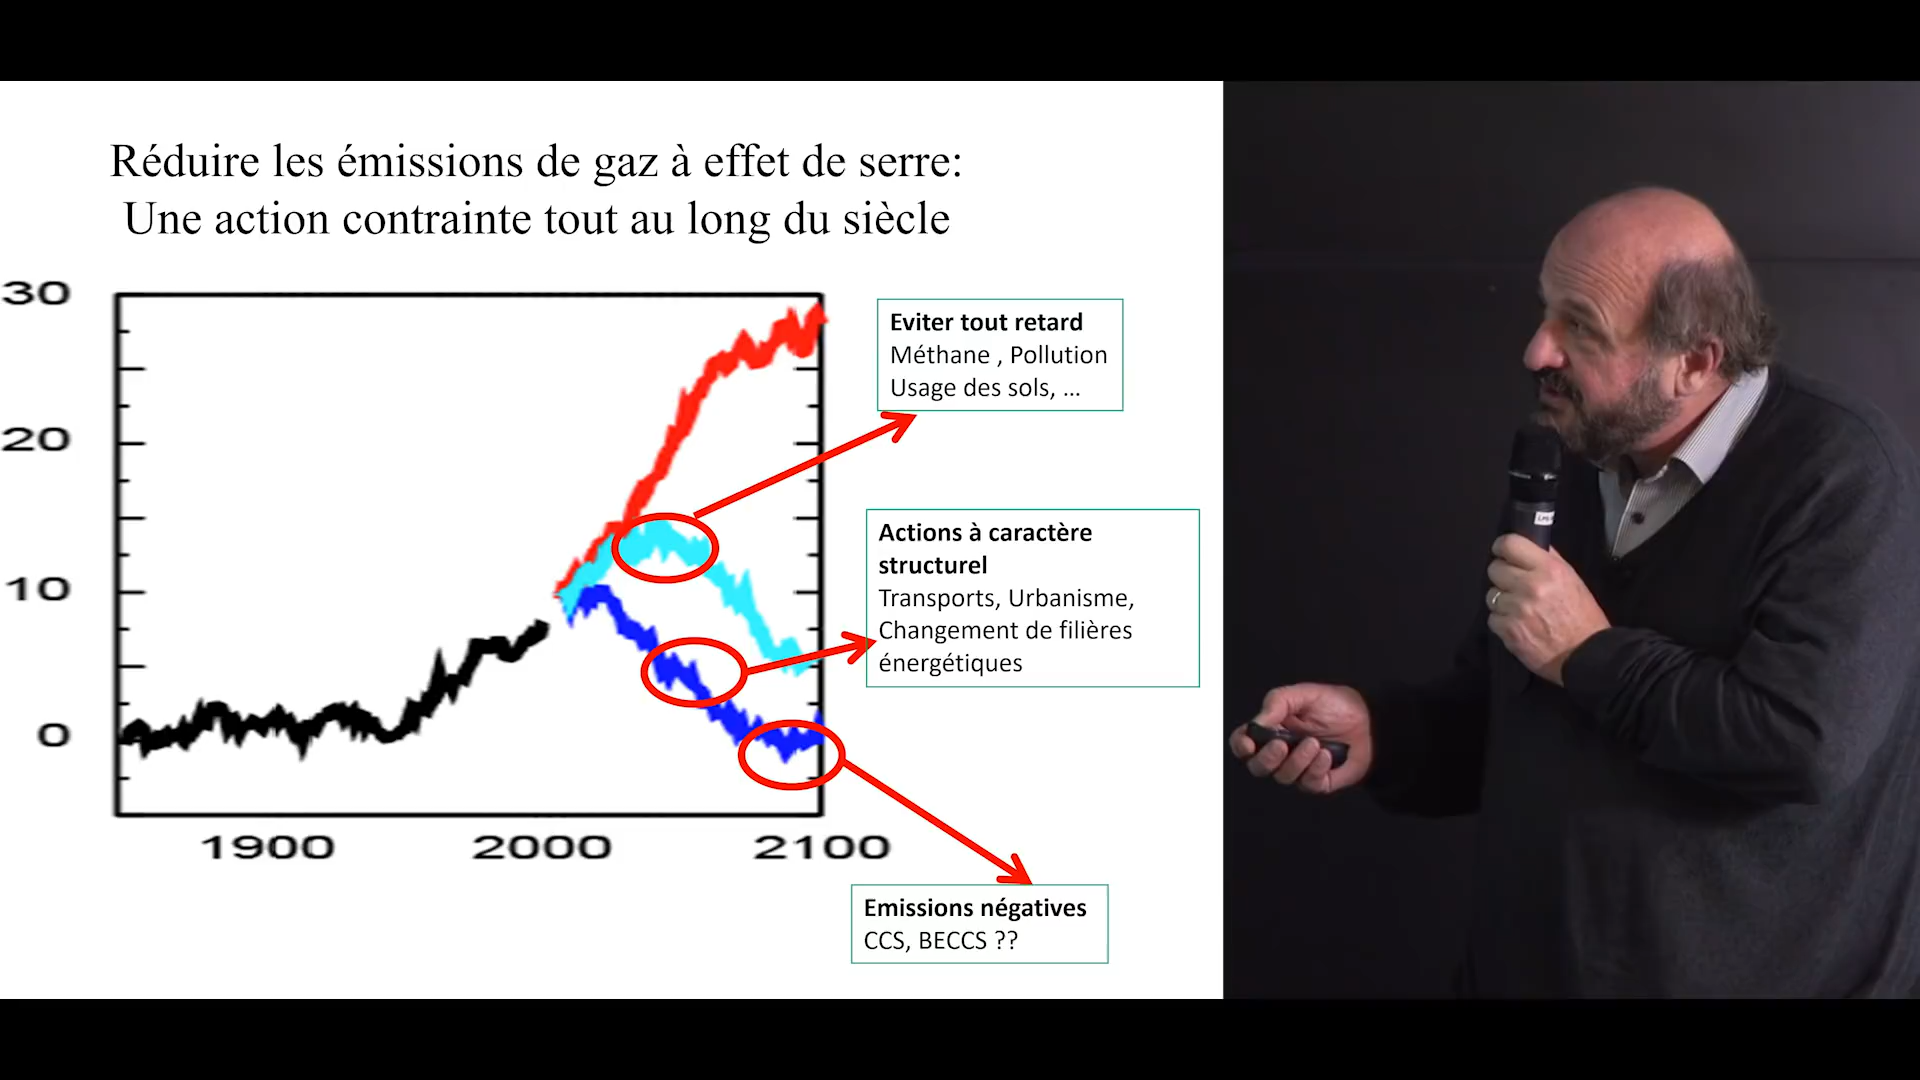 Réduire les émissions de gaz à effet de serre:
Une action contrainte tout au long du siècle
30
20
10
0
1900
2000
2100
Eviter tout retard
Méthane , Pollution
Usage des sols, ...
Actions à caractère
structurel
Transports, Urbanisme,
Changement de filières
énergétiques
Emissions négatives
CCS, BECCS ??